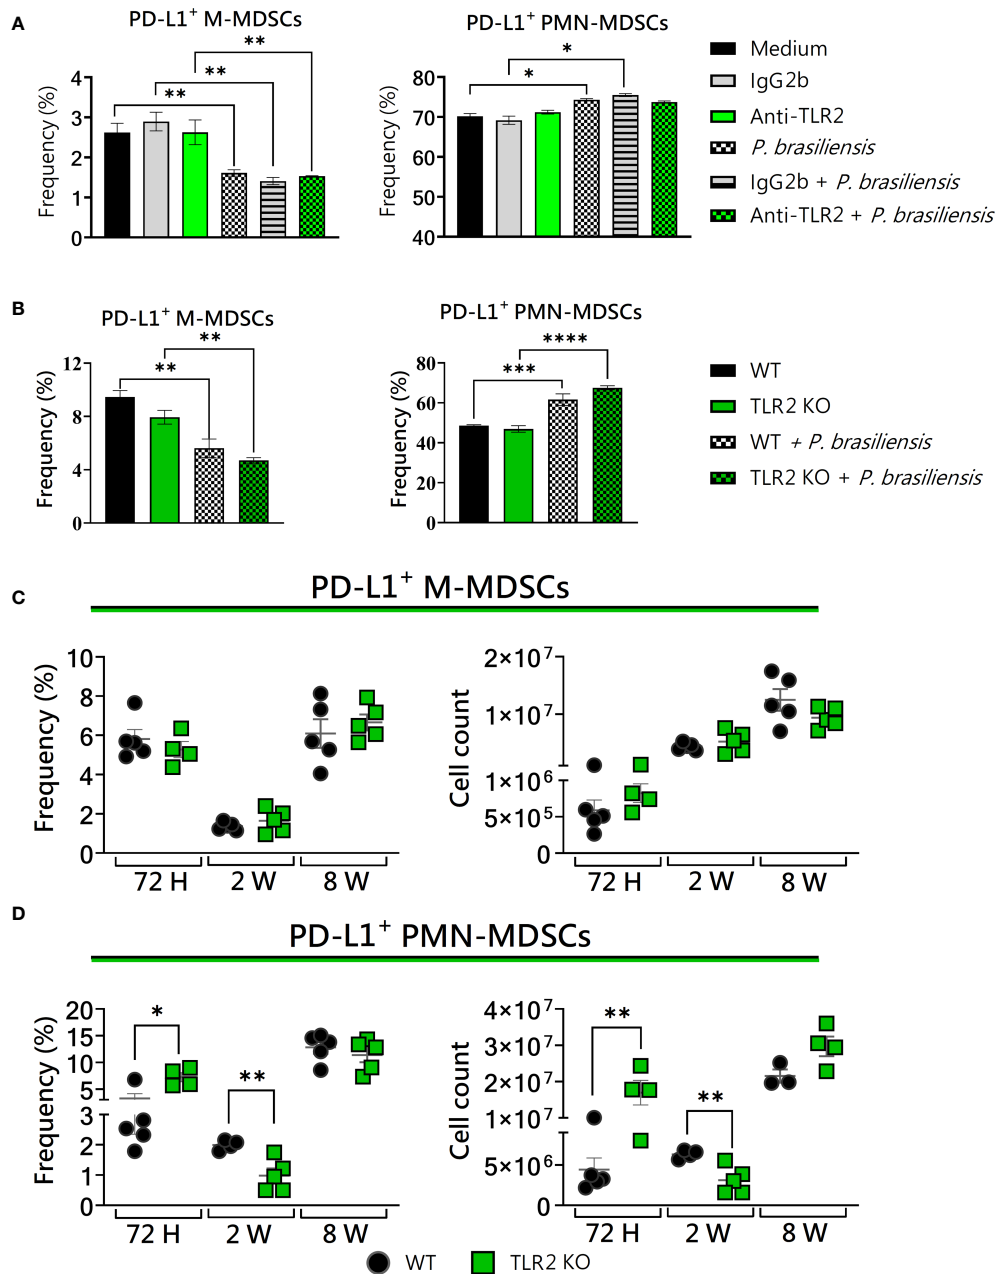 A
PD-L1⁺ M-MDSCs
Frequency (%)
4
3
2
1
0
**
**
**
PD-L1⁺ PMN-MDSCs
Frequency (%)
80
70
60
50
40
*
*
Medium
IgG2b
Anti-TLR2
P. brasiliensis
IgG2b + P. brasiliensis
Anti-TLR2 + P. brasiliensis
B
PD-L1⁺ M-MDSCs
Frequency (%)
12
8
4
0
**
**
PD-L1⁺ PMN-MDSCs
Frequency (%)
80
60
40
20
0
****
***
WT
TLR2 KO
WT + P. brasiliensis
TLR2 KO + P. brasiliensis
C
PD-L1⁺ M-MDSCs
Frequency (%)
10
8
6
4
2
0
72 H
2 W
8 W
Cell count
2×10⁷
1×10⁷
1×10⁶
5×10⁵
0
72 H
2 W
8 W
D
PD-L1⁺ PMN-MDSCs
Frequency (%)
20
15
10
5
3
2
1
0
*
**
72 H
2 W
8 W
Cell count
4×10⁷
3×10⁷
2×10⁷
1×10⁷
5×10⁶
0
**
**
72 H
2 W
8 W
WT
TLR2 KO